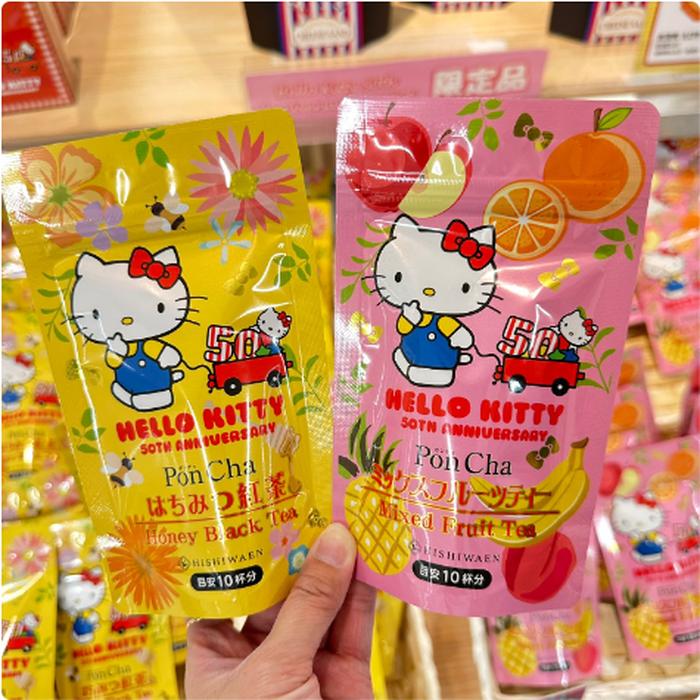 限定品
50
HELLO KITTY
50TH ANNIVERSARY
Pon Cha
はちみつ紅茶
Honey Black Tea
HISHIWAEN
目安10杯分
50
HELLO KITTY
50TH ANNIVERSARY
Pon Cha
ミックスフルーツティー
Mixed Fruit Tea
HISHIWAEN
目安10杯分